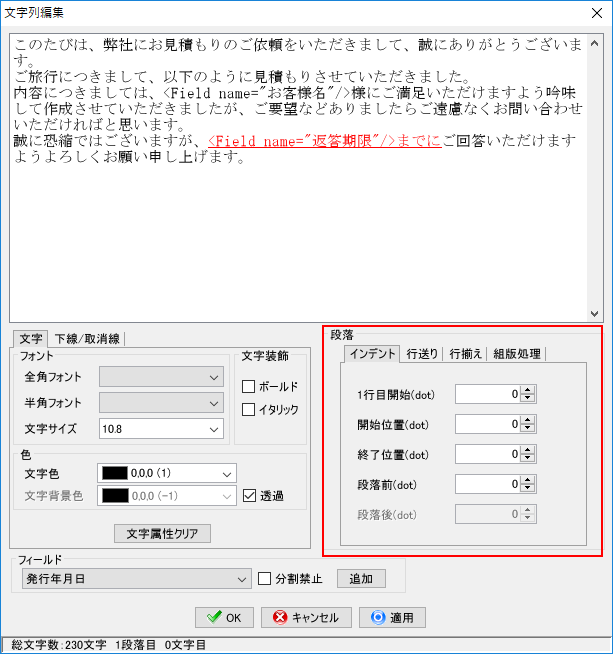 文字列編集
このたびは、弊社にお見積もりのご依頼をいただきまして、誠にありがとうございま
す。
ご旅行につきまして、以下のように見積もりさせていただきました。
内容につきましては、<Field name="お客様名"/>様にご満足いただけますよう吟味
して作成させていただきましたが、ご要望などありましたらご遠慮なくお問い合わせ
いただければと思います。
誠に恐縮ではございますが、<Field name="返答期限"/>までにご回答いただけます
ようよろしくお願い申し上げます。
文字 下線/取消線
フォント
全角フォント
半角フォント
文字サイズ 10.8
文字装飾
ボールド
イタリック
色
文字色 0,0,0 (1)
文字背景色 0,0,0 (-1) 透過
文字属性クリア
段落
インデント 行送り 行揃え 組版処理
1行目開始(dot) 0
開始位置(dot) 0
終了位置(dot) 0
段落前(dot) 0
段落後(dot) 0
フィールド
発行年月日 分割禁止 追加
OK キャンセル 適用
総文字数:230文字 1段落目 0文字目